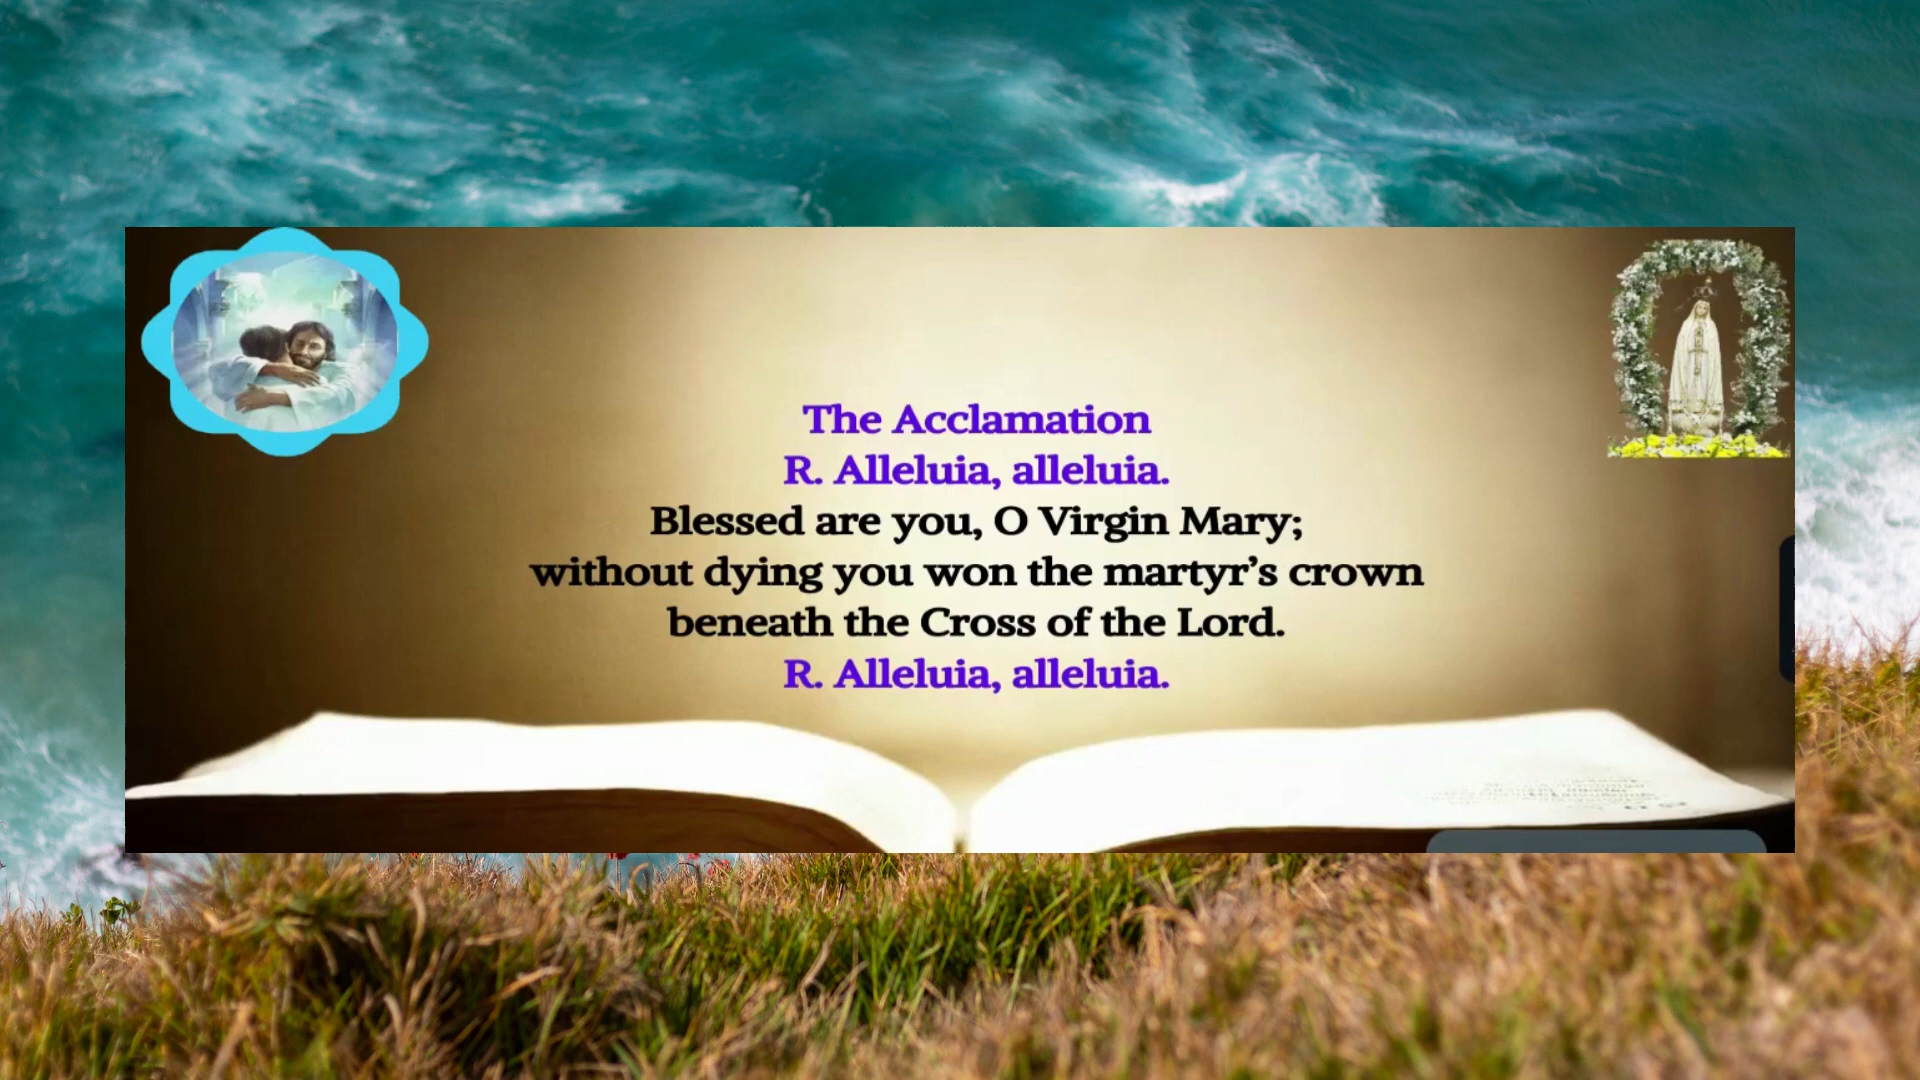 The Acclamation
R. Alleluia, alleluia.
Blessed are you, O Virgin Mary;
without dying you won the martyr’s crown
beneath the Cross of the Lord.
R. Alleluia, alleluia.